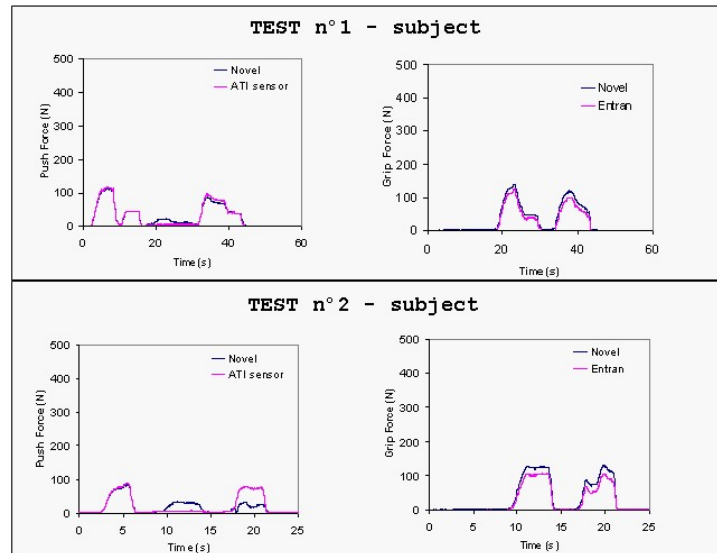 TEST n°1 - subject
500
400
300
200
100
0
Push Force (N)
Novel
ATI sensor
0 20 40 60
Time (s)
500
400
300
200
100
0
Grip Force (N)
Novel
Entran
0 20 40 60
Time (s)
TEST n°2 - subject
500
400
300
200
100
0
Push Force (N)
Novel
ATI sensor
0 5 10 15 20 25
Time (s)
500
400
300
200
100
0
Grip Force (N)
Novel
Entran
0 5 10 15 20 25
Time (s)